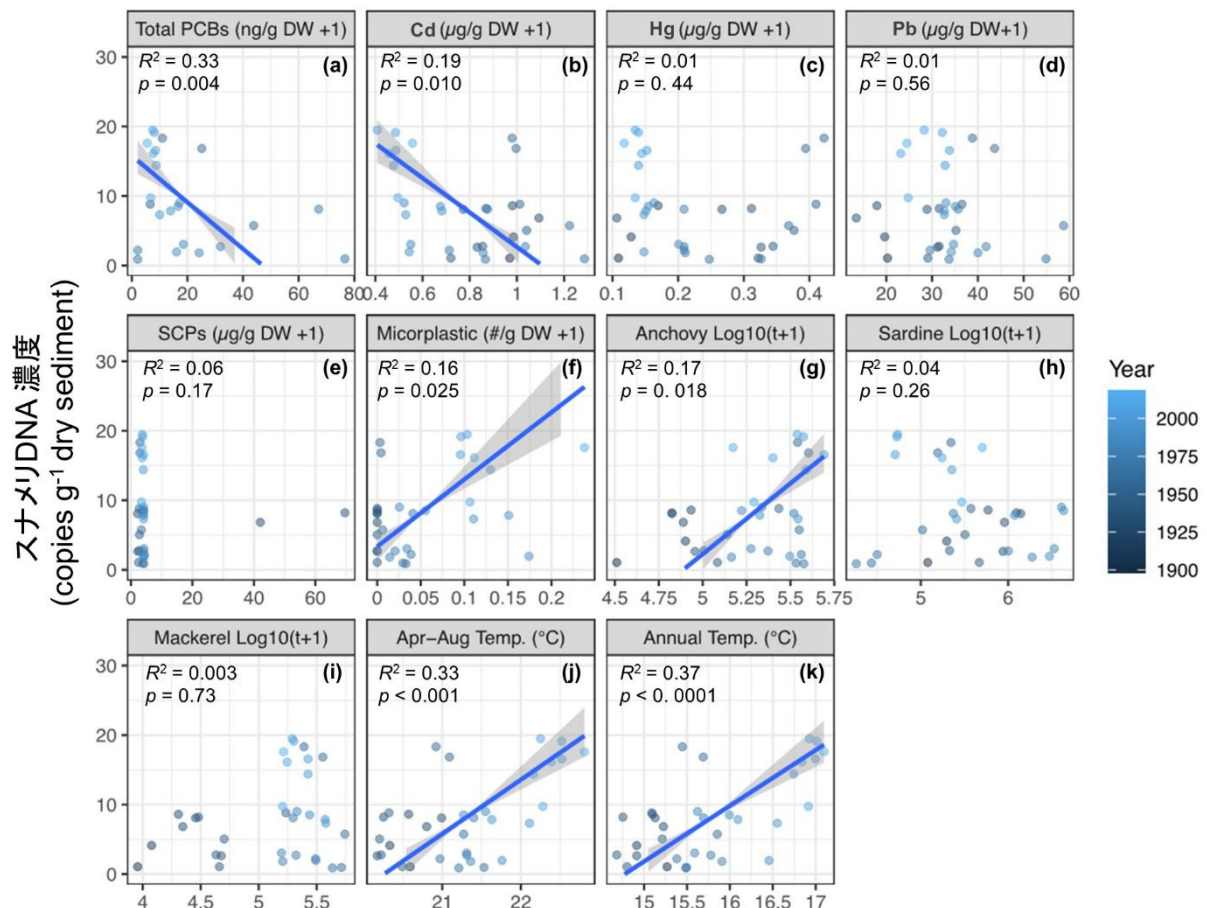 Total PCBs (ng/g DW +1)
Cd (µg/g DW +1)
Hg (µg/g DW +1)
Pb (µg/g DW+1)
30
20
10
0
R² = 0.33
p = 0.004
(a)
R² = 0.19
p = 0.010
(b)
R² = 0.01
p = 0. 44
(c)
R² = 0.01
p = 0.56
(d)
0 20 40 60 80
0.4 0.6 0.8 1 1.2
0.1 0.2 0.3 0.4
20 30 40 50 60
SCPs (µg/g DW +1)
Micorplastic (#/g DW +1)
Anchovy Log10(t+1)
Sardine Log10(t+1)
30
20
10
0
R² = 0.06
p = 0.17
(e)
R² = 0.16
p = 0.025
(f)
R² = 0.17
p = 0. 018
(g)
R² = 0.04
p = 0.26
(h)
0 20 40 60
0 0.05 0.1 0.15 0.2
4.5 4.75 5 5.25 5.5 5.75
5 6
Mackerel Log10(t+1)
Apr−Aug Temp. (°C)
Annual Temp. (°C)
30
20
10
0
R² = 0.003
p = 0.73
(i)
R² = 0.33
p < 0.001
(j)
R² = 0.37
p < 0. 0001
(k)
4 4.5 5 5.5
21 22
15 15.5 16 16.5 17
スナメリDNA 濃度
(copies g⁻¹ dry sediment)
Year
2000
1975
1950
1925
1900